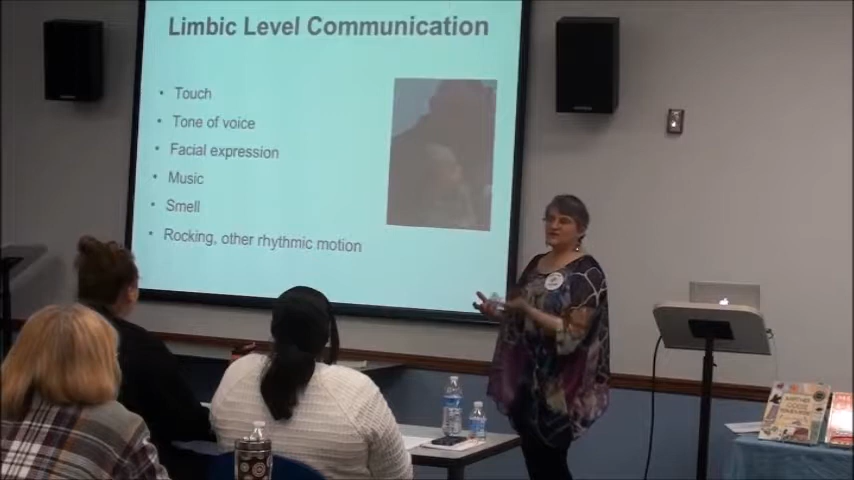 Limbic Level Communication
• Touch
• Tone of voice
• Facial expression
• Music
• Smell
• Rocking, other rhythmic motion